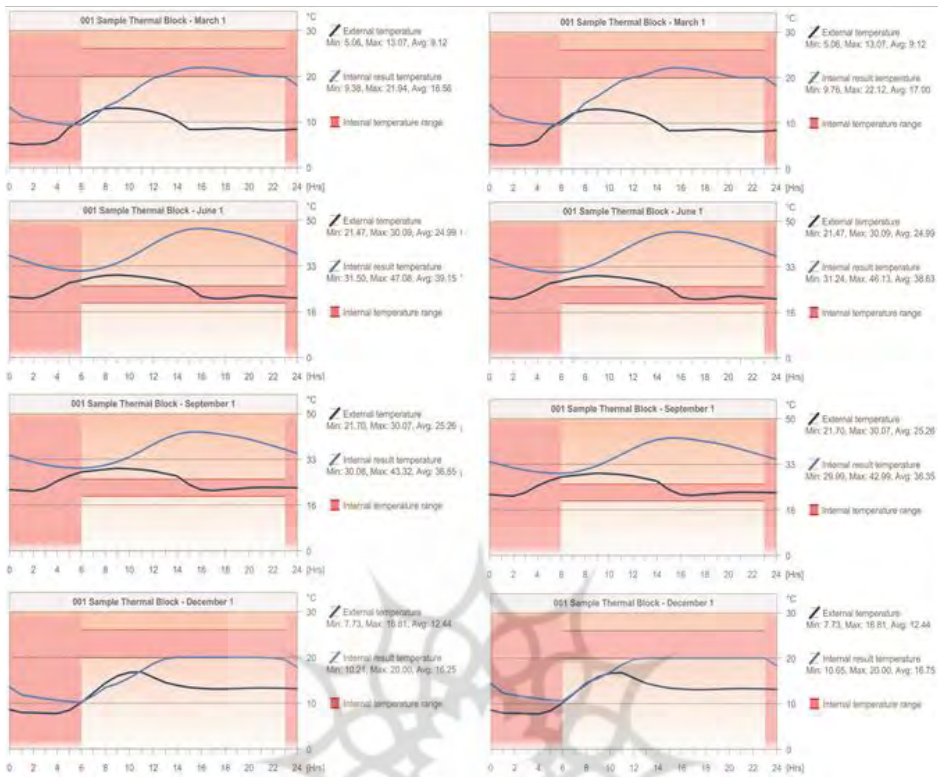 001 Sample Thermal Block - March 1
°C
30
20
10
0
0 2 4 6 8 10 12 14 16 18 20 22 24 [Hrs]
External temperature
Min: 5.06, Max: 13.07, Avg: 9.12
Internal result temperature
Min: 9.38, Max: 21.94, Avg: 16.56
Internal temperature range
001 Sample Thermal Block - March 1
°C
30
20
10
0
0 2 4 6 8 10 12 14 16 18 20 22 24 [Hrs]
External temperature
Min: 5.06, Max: 13.07, Avg: 9.12
Internal result temperature
Min: 9.76, Max: 22.12, Avg: 17.00
Internal temperature range
001 Sample Thermal Block - June 1
°C
50
33
16
0
0 2 4 6 8 10 12 14 16 18 20 22 24 [Hrs]
External temperature
Min: 21.47, Max: 30.09, Avg: 24.99
Internal result temperature
Min: 31.50, Max: 47.08, Avg: 39.15
Internal temperature range
001 Sample Thermal Block - June 1
°C
50
33
16
0
0 2 4 6 8 10 12 14 16 18 20 22 24 [Hrs]
External temperature
Min: 21.47, Max: 30.09, Avg: 24.99
Internal result temperature
Min: 31.24, Max: 46.13, Avg: 38.63
Internal temperature range
001 Sample Thermal Block - September 1
°C
50
33
16
0
0 2 4 6 8 10 12 14 16 18 20 22 24 [Hrs]
External temperature
Min: 21.70, Max: 30.07, Avg: 25.26
Internal result temperature
Min: 30.08, Max: 43.32, Avg: 36.55
Internal temperature range
001 Sample Thermal Block - September 1
°C
50
33
16
0
0 2 4 6 8 10 12 14 16 18 20 22 24 [Hrs]
External temperature
Min: 21.70, Max: 30.07, Avg: 25.26
Internal result temperature
Min: 29.99, Max: 42.99, Avg: 36.35
Internal temperature range
001 Sample Thermal Block - December 1
°C
30
20
10
0
0 2 4 6 8 10 12 14 16 18 20 22 24 [Hrs]
External temperature
Min: 7.73, Max: 16.81, Avg: 12.44
Internal result temperature
Min: 10.21, Max: 20.00, Avg: 16.25
Internal temperature range
001 Sample Thermal Block - December 1
°C
30
20
10
0
0 2 4 6 8 10 12 14 16 18 20 22 24 [Hrs]
External temperature
Min: 7.73, Max: 16.81, Avg: 12.44
Internal result temperature
Min: 10.65, Max: 20.00, Avg: 16.75
Internal temperature range